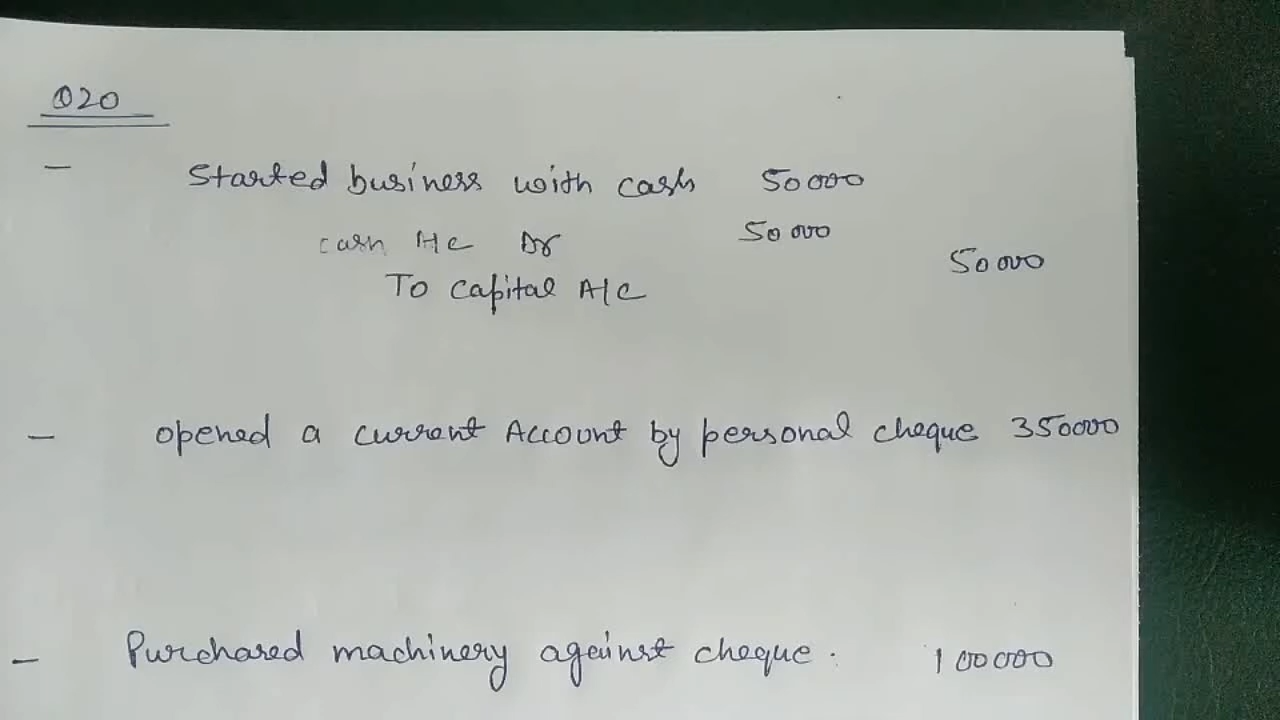 Q20
- Started business with cash 50000
cash A/c Dr 50000
To Capital A/c 50000
- opened a current Account by personal cheque 350000
- Purchased machinery against cheque. 100000